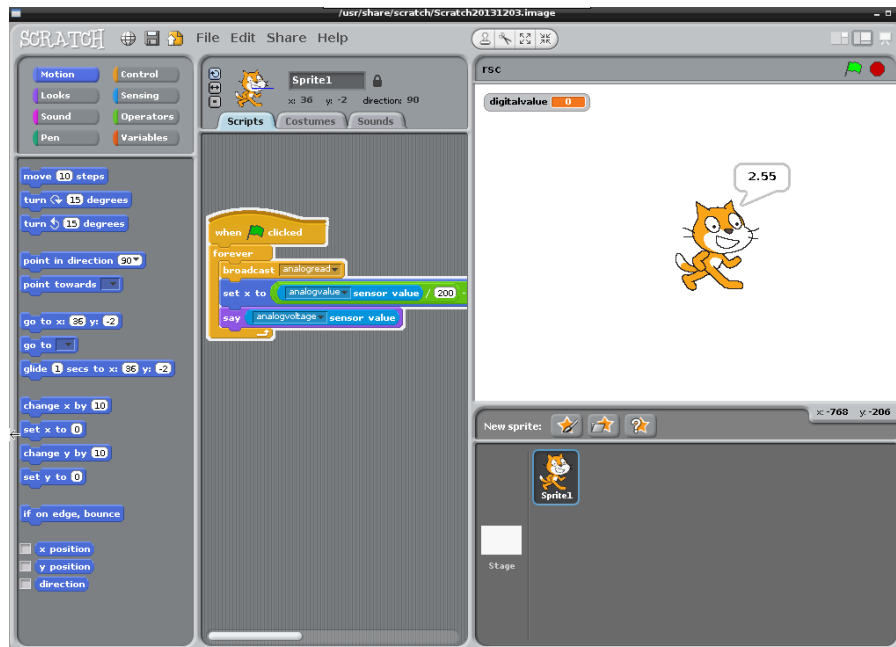 /usr/share/scratch/Scratch20131203.image
SCRATCH File Edit Share Help
Motion Control
Looks Sensing
Sound Operators
Pen Variables
move 10 steps
turn 15 degrees
turn 15 degrees
point in direction 90
point towards
go to x: 36 y: -2
go to
glide 1 secs to x: 36 y: -2
change x by 10
set x to 0
change y by 10
set y to 0
if on edge, bounce
x position
y position
direction
Sprite1
x: 36 y: -2 direction: 90
Scripts Costumes Sounds
when clicked
forever
broadcast analogread
set x to analogvalue sensor value / 200 -
say analogvoltage sensor value
rsc
digitalvalue 0
2.55
x: -768 y: -206
New sprite:
Sprite1
Stage